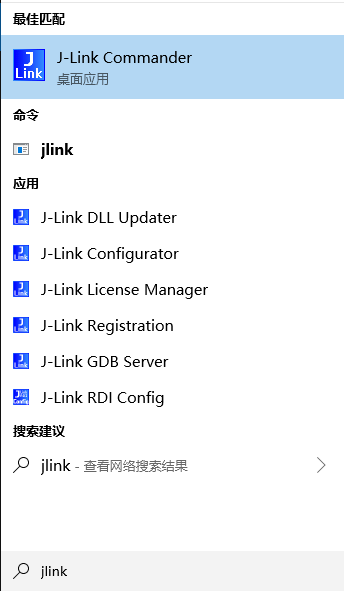 最佳匹配
J-Link Commander
桌面应用
命令
jlink
应用
J-Link DLL Updater
J-Link Configurator
J-Link License Manager
J-Link Registration
J-Link GDB Server
J-Link RDI Config
搜索建议
jlink - 查看网络搜索结果
jlink